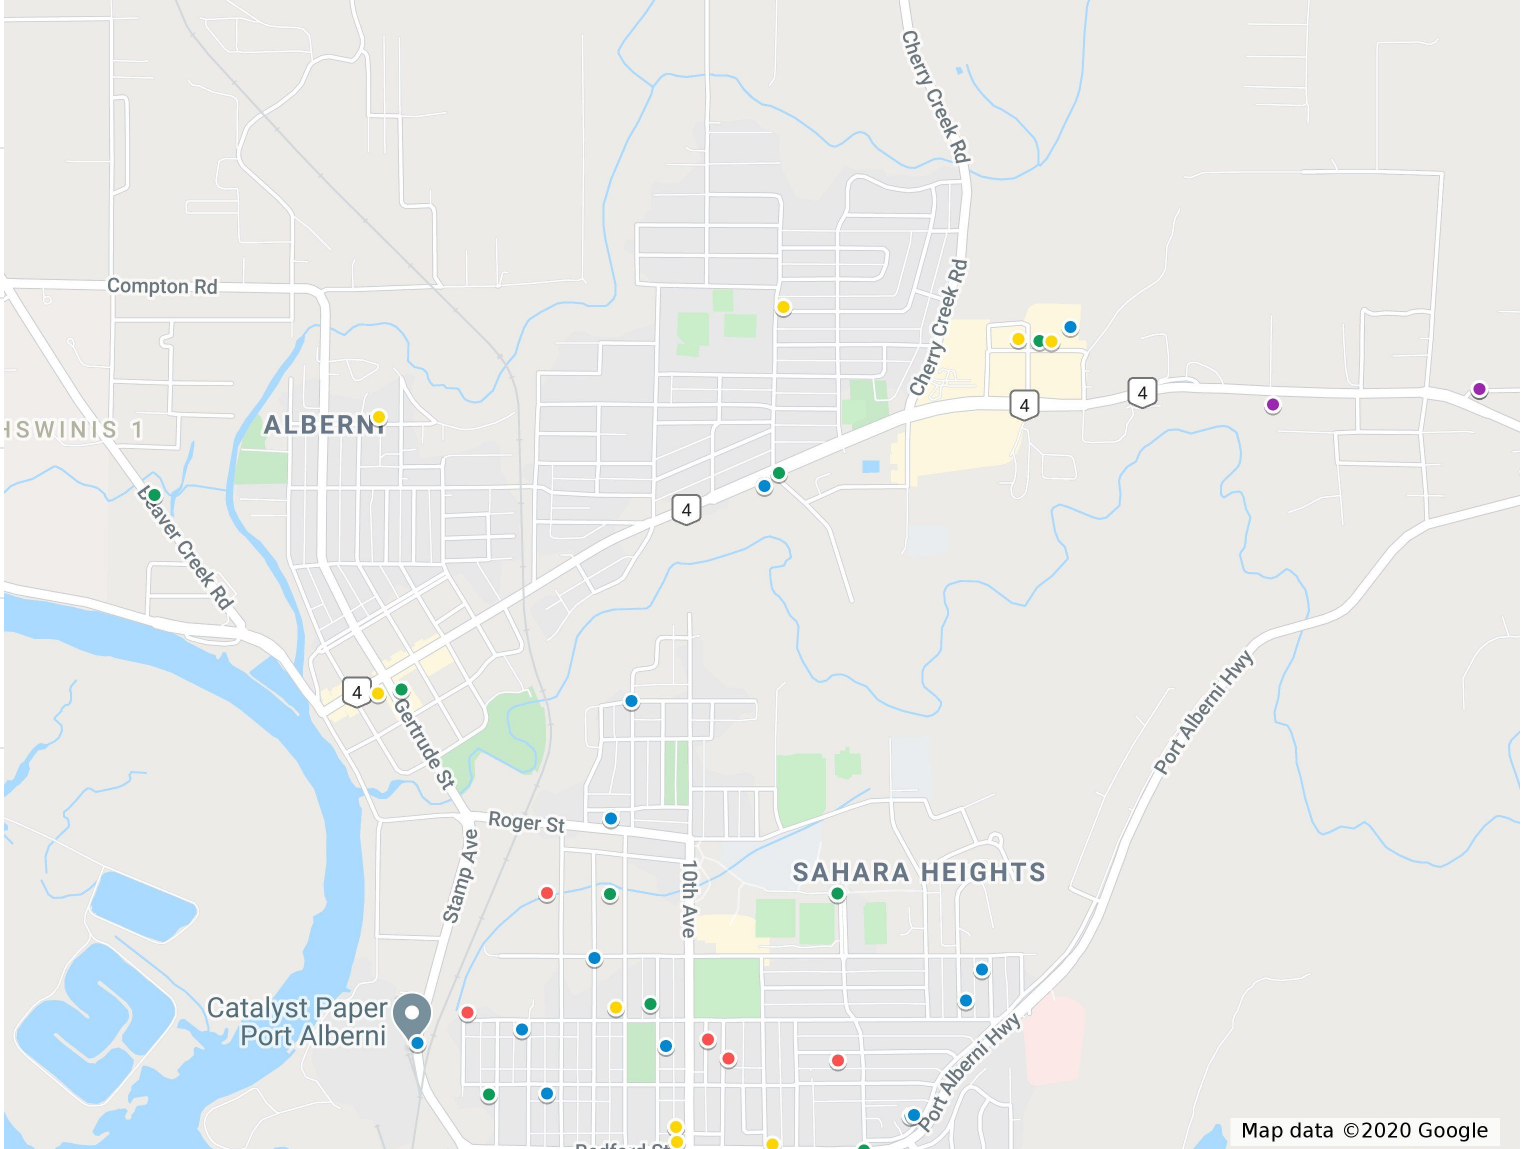 Cherry Creek Rd
Compton Rd
Cherry Creek Rd
4
4
ALBERNI
HSWINIS 1
4
Beaver Creek Rd
4
Gertrude St
Port Alberni Hwy
Roger St
Stamp Ave
10th Ave
SAHARA HEIGHTS
Catalyst Paper
Port Alberni
Port Alberni Hwy
Redford St
Map data ©2020 Google